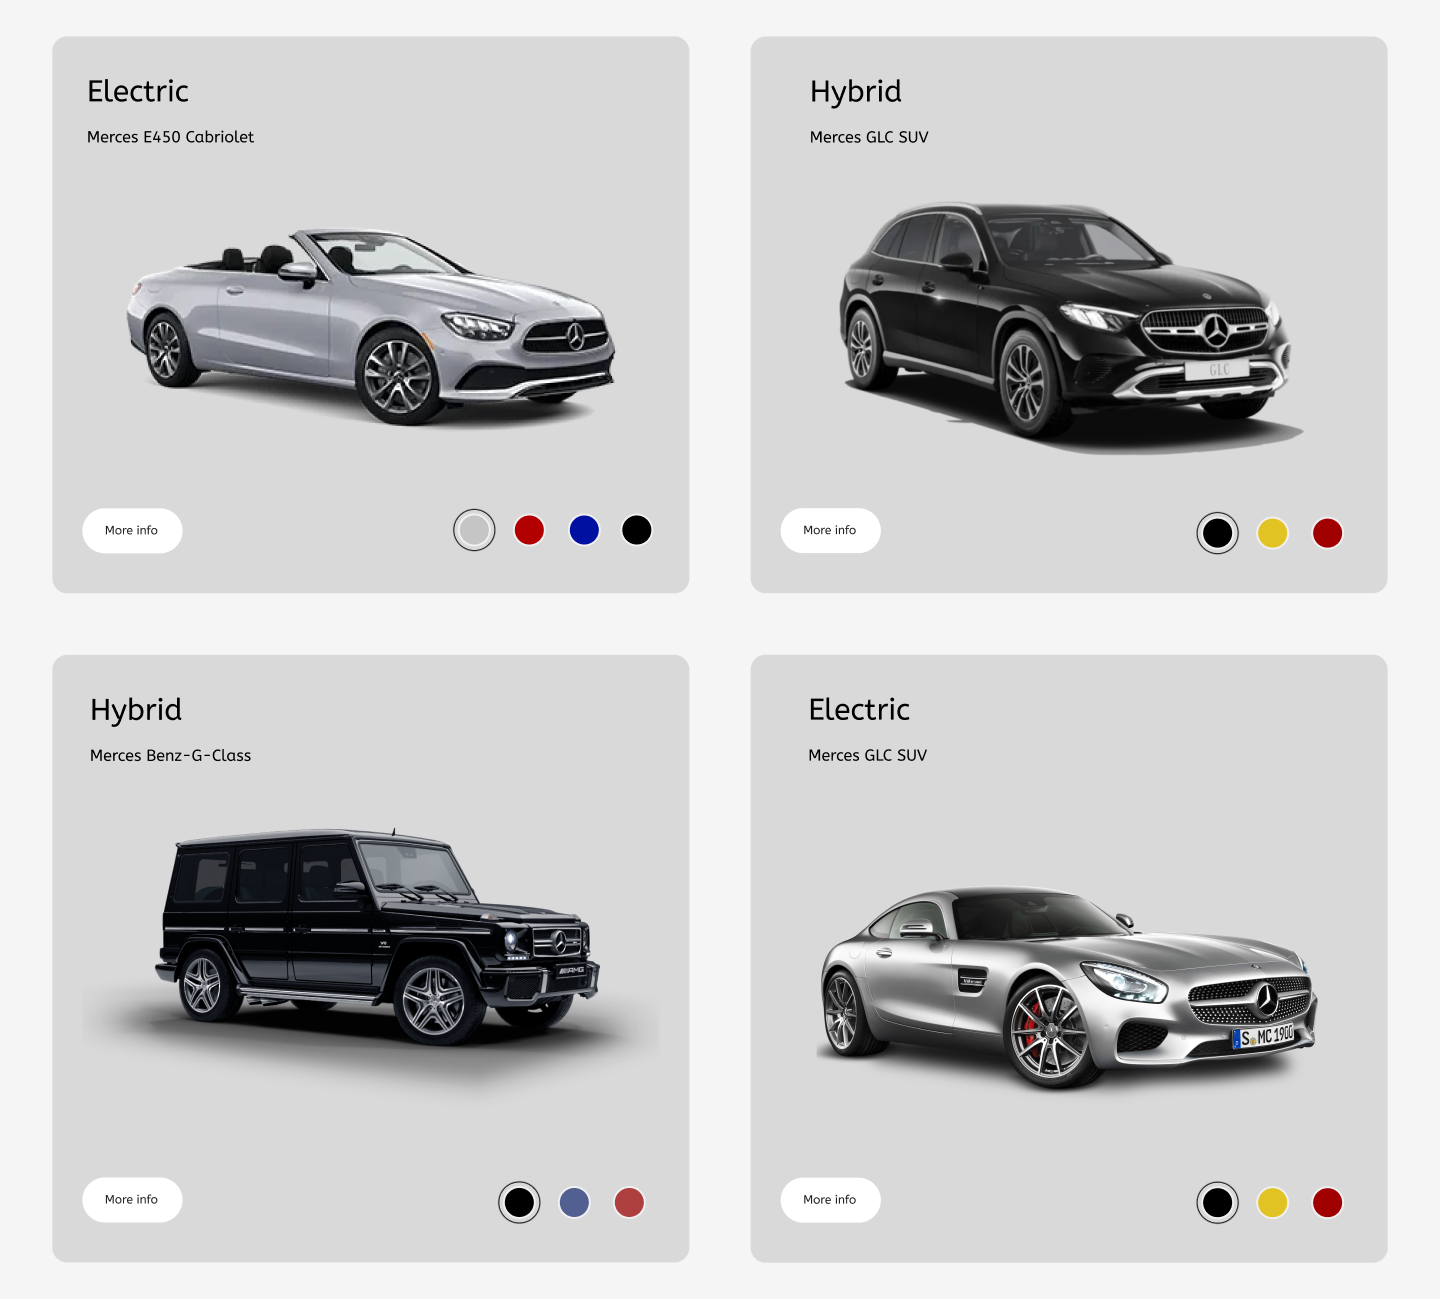 Electric
Merces E450 Cabriolet
More info
Hybrid
Merces GLC SUV
GLC
More info
Hybrid
Merces Benz-G-Class
AMG
More info
Electric
Merces GLC SUV
S MC 1900
More info